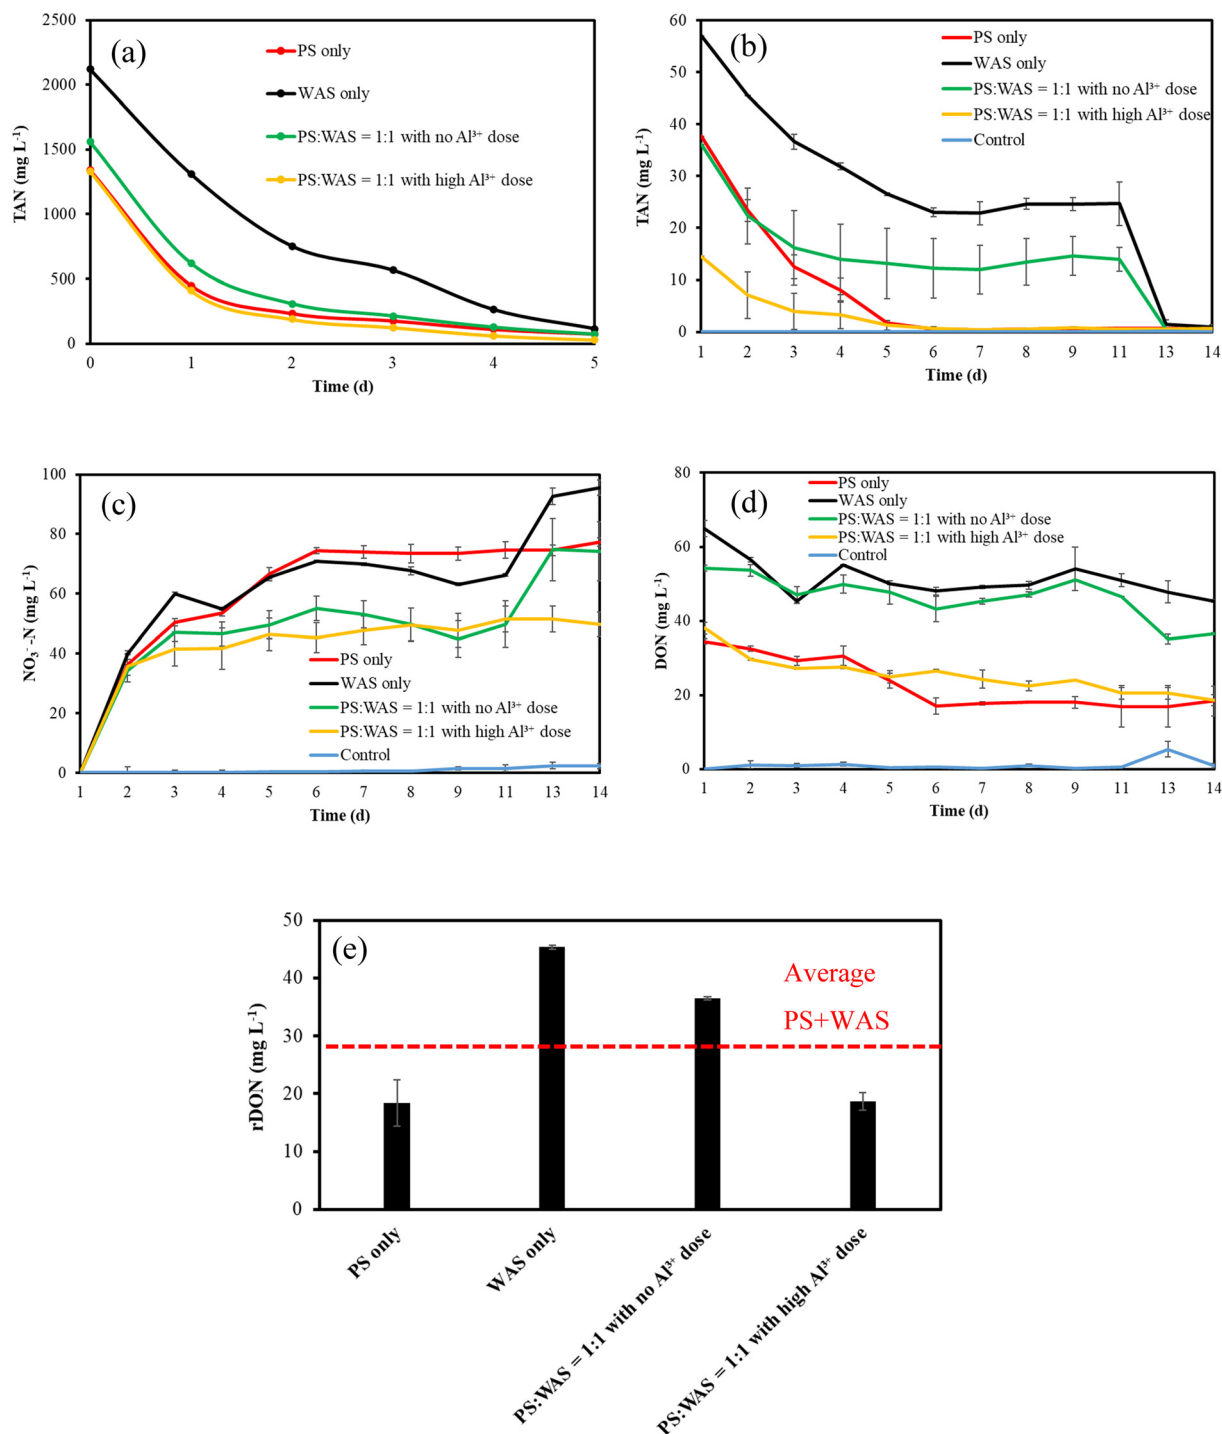 (a)
TAN (mg L⁻¹)
2500
2000
1500
1000
500
0
0 1 2 3 4 5
Time (d)
PS only
WAS only
PS:WAS = 1:1 with no Al³⁺ dose
PS:WAS = 1:1 with high Al³⁺ dose
(b)
TAN (mg L⁻¹)
60
50
40
30
20
10
0
1 2 3 4 5 6 7 8 9 11 13 14
Time (d)
PS only
WAS only
PS:WAS = 1:1 with no Al³⁺ dose
PS:WAS = 1:1 with high Al³⁺ dose
Control
(c)
NO₃⁻-N (mg L⁻¹)
100
80
60
40
20
0
1 2 3 4 5 6 7 8 9 11 13 14
Time (d)
PS only
WAS only
PS:WAS = 1:1 with no Al³⁺ dose
PS:WAS = 1:1 with high Al³⁺ dose
Control
(d)
DON (mg L⁻¹)
80
60
40
20
0
1 2 3 4 5 6 7 8 9 11 13 14
Time (d)
PS only
WAS only
PS:WAS = 1:1 with no Al³⁺ dose
PS:WAS = 1:1 with high Al³⁺ dose
Control
(e)
rDON (mg L⁻¹)
50
40
30
20
10
0
Average
PS+WAS
PS only
WAS only
PS:WAS = 1:1 with no Al³⁺ dose
PS:WAS = 1:1 with high Al³⁺ dose